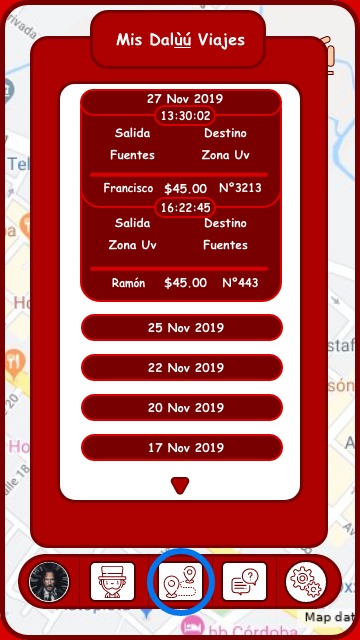 Mis Dalùú Viajes
27 Nov 2019
13:30:02
Salida Destino
Fuentes Zona Uv
Francisco $45.00 N°3213
16:22:45
Salida Destino
Zona Uv Fuentes
Ramón $45.00 N°443
25 Nov 2019
22 Nov 2019
20 Nov 2019
17 Nov 2019
bb Córdoba
Map dat